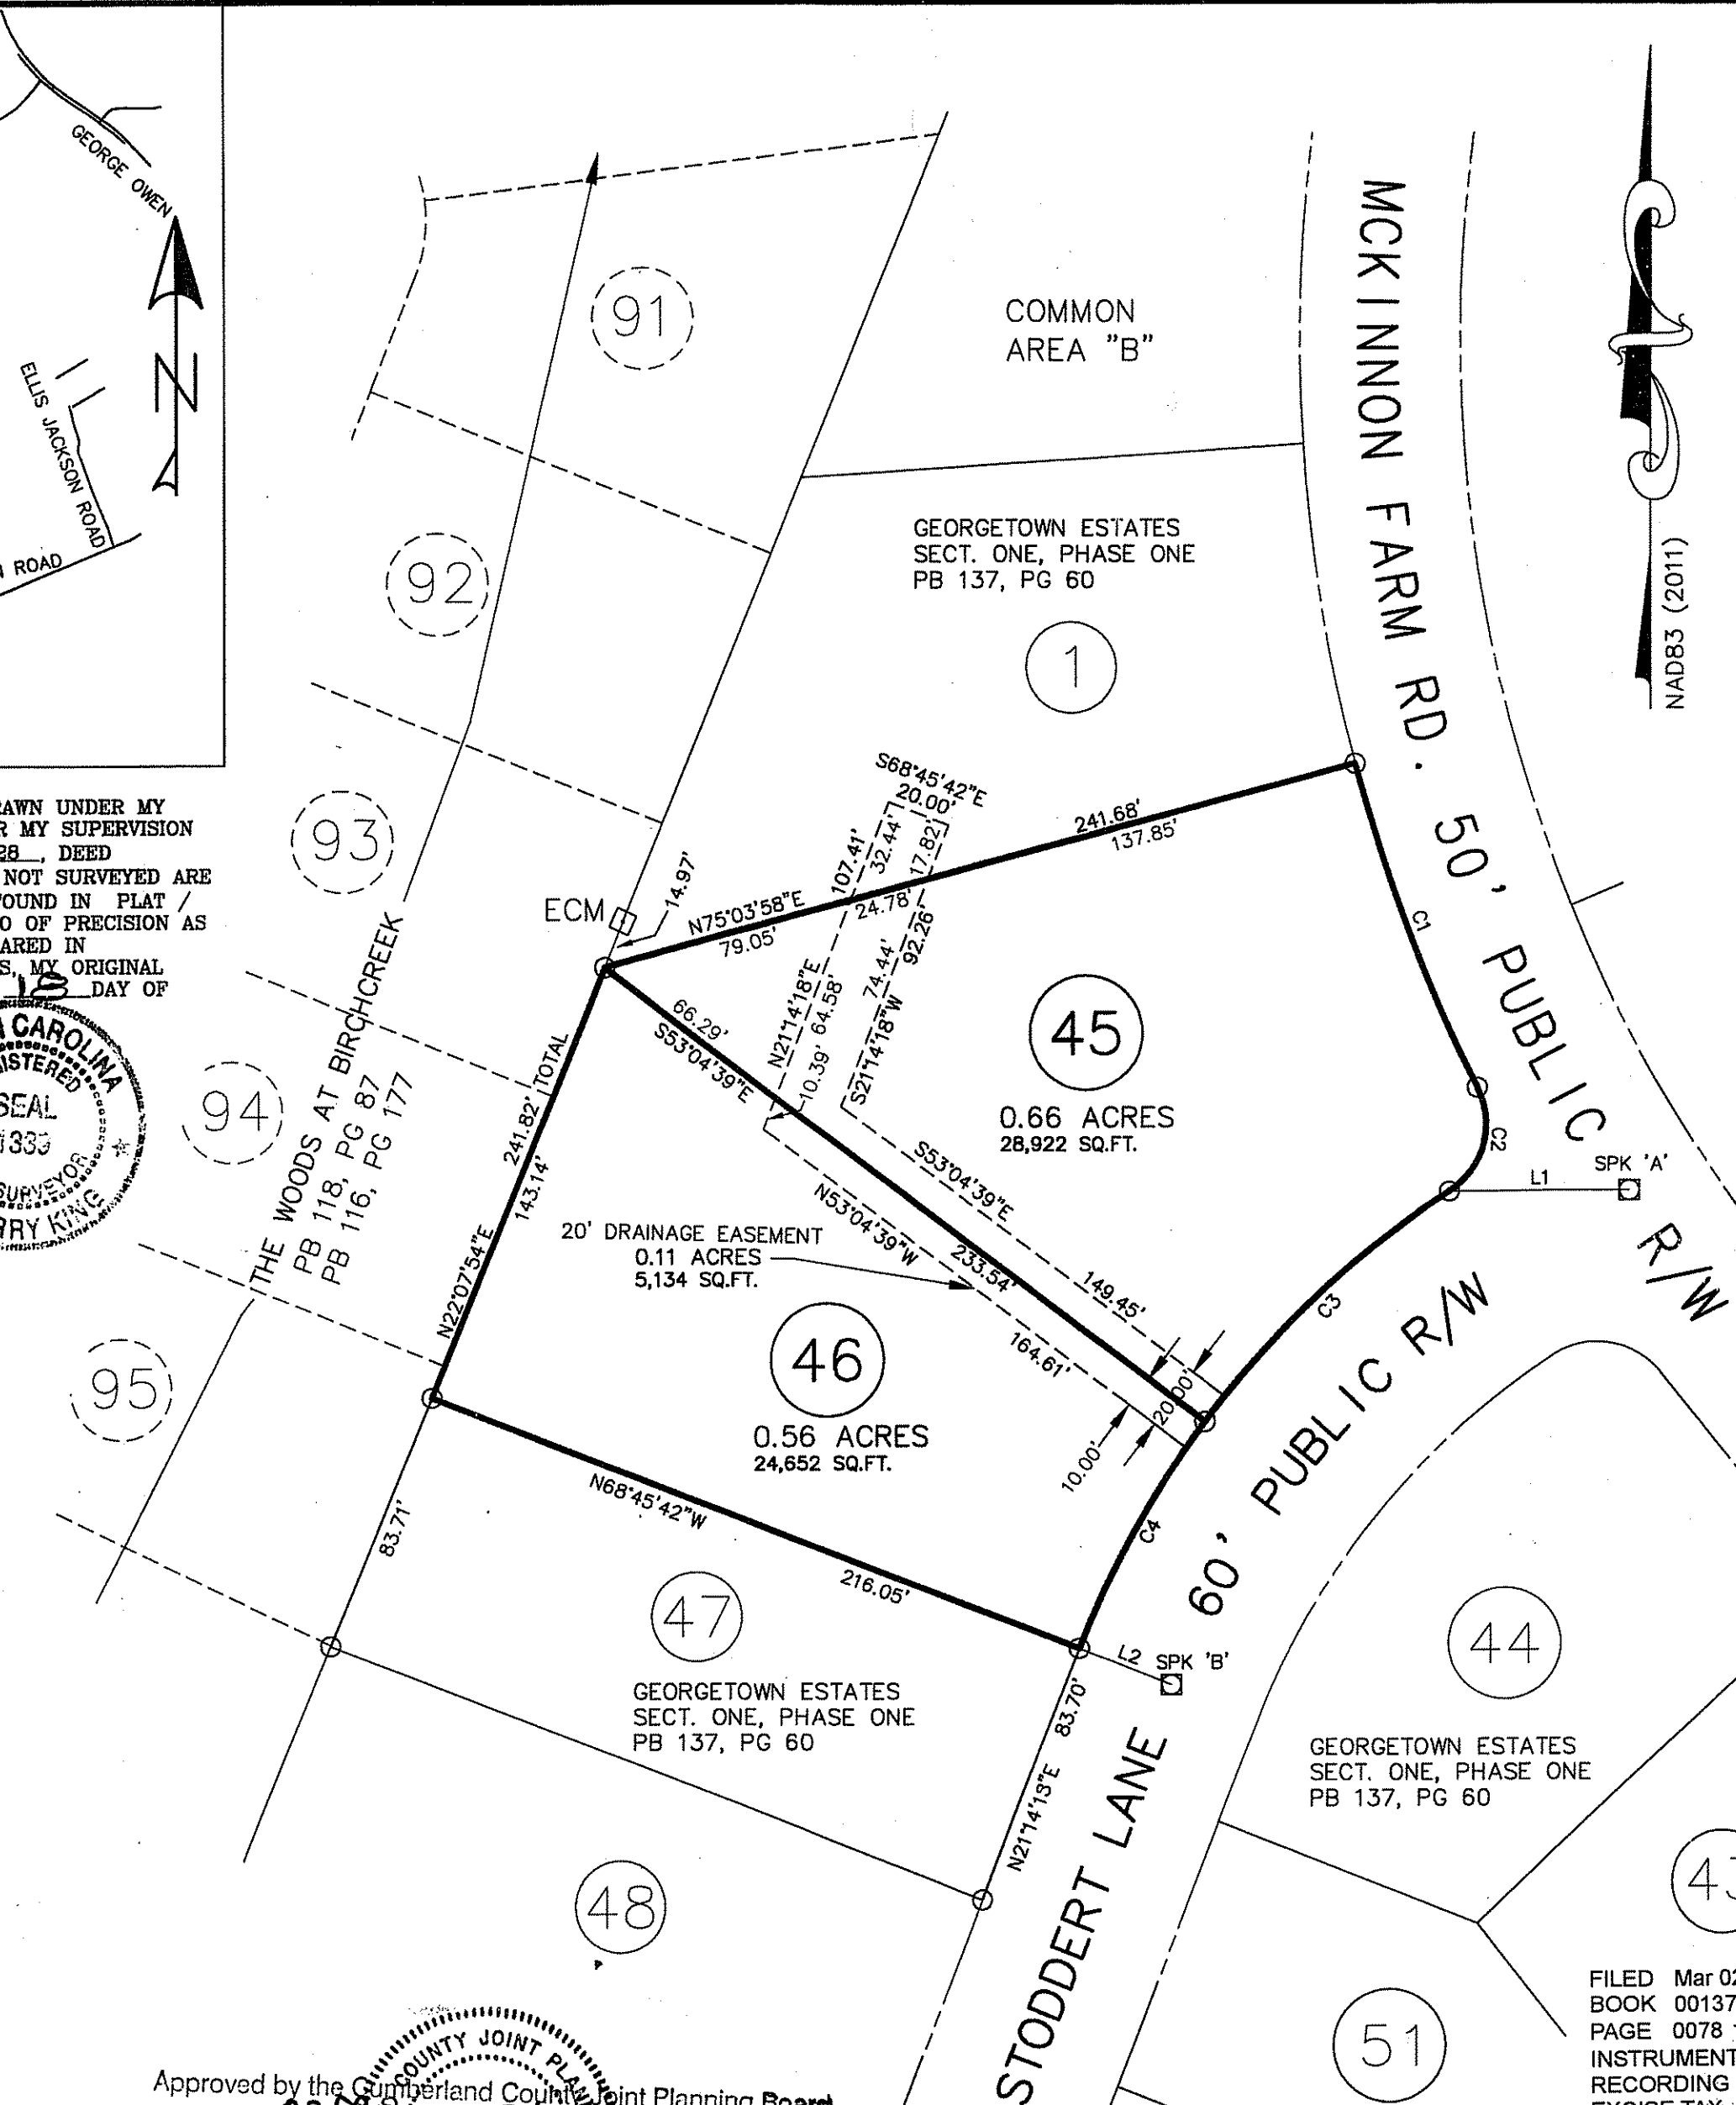 GEORGE OWEN
N
ELLIS JACKSON ROAD
ROAD
91
COMMON
AREA "B"
MCKINNON FARM RD. 50' PUBLIC R/W
NAD83 (2011)
92
GEORGETOWN ESTATES
SECT. ONE, PHASE ONE
PB 137, PG 60
1
93
RAWN UNDER MY
R MY SUPERVISION
28, DEED
NOT SURVEYED ARE
FOUND IN PLAT /
O OF PRECISION AS
ARED IN
S, MY ORIGINAL
18 DAY OF
CAROLINA
SEAL
SURVEYOR
ECM
14.97'
S68°45'42"E
20.00'
107.41'
32.44'
17.82'
241.68'
137.85'
N75°03'58"E
79.05'
24.78'
N21°14'18"E
10.39'
64.58'
74.44'
92.26'
S21°14'18"W
66.29'
S53°04'39"E
45
0.66 ACRES
28,922 SQ.FT.
C1
C2
L1
SPK 'A'
C3
94
THE WOODS AT BIRCHCREEK
PB 118, PG 87
PB 116, PG 177
241.82' TOTAL
143.14'
N22°07'54"E
S53°04'39"E
149.45'
N53°04'39"W
233.54'
164.61'
20' DRAINAGE EASEMENT
0.11 ACRES
5,134 SQ.FT.
20.00'
10.00'
95
46
0.56 ACRES
24,652 SQ.FT.
N68°45'42"W
216.05'
C4
83.71'
47
GEORGETOWN ESTATES
SECT. ONE, PHASE ONE
PB 137, PG 60
L2
SPK 'B'
83.70'
N21°14'18"E
STODDERT LANE 60' PUBLIC R/W
44
GEORGETOWN ESTATES
SECT. ONE, PHASE ONE
PB 137, PG 60
48
51
FILED Mar 02
BOOK 00137
PAGE 0078
INSTRUMENT
RECORDING
COUNTY JOINT
Approved by the Cumberland County Joint Planning Board